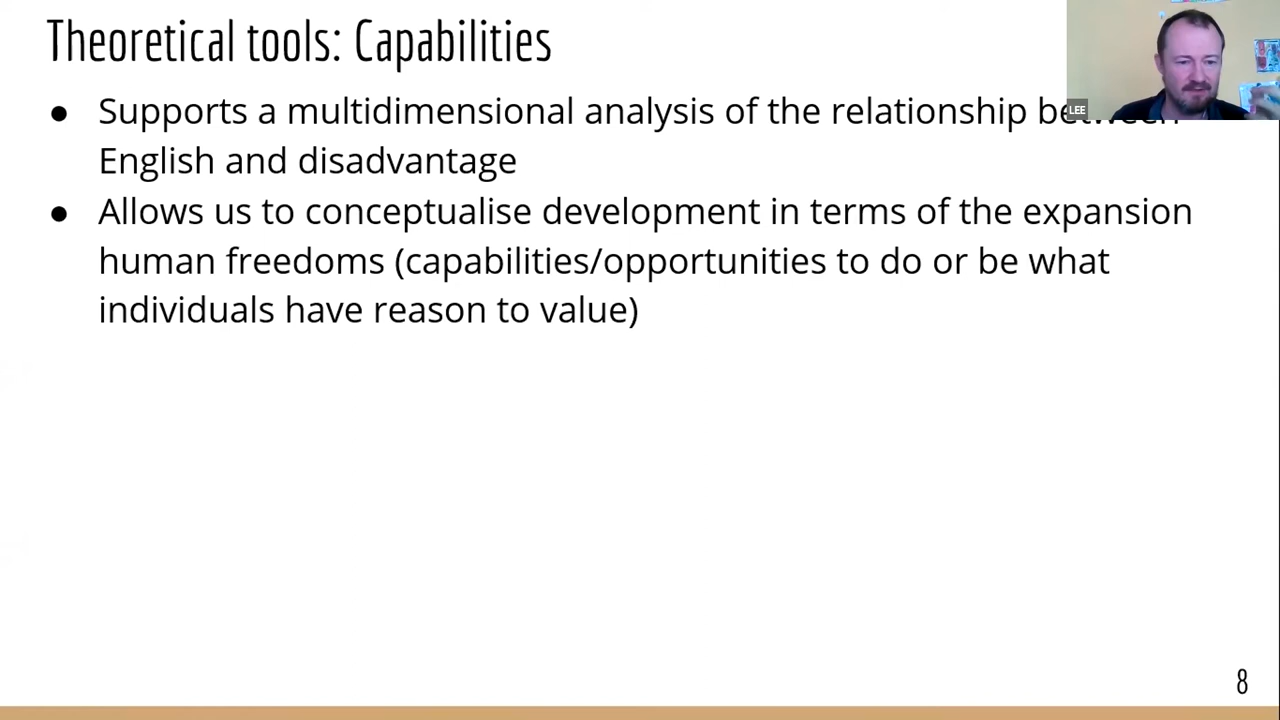 Theoretical tools: Capabilities
LEE
● Supports a multidimensional analysis of the relationship between
English and disadvantage
● Allows us to conceptualise development in terms of the expansion
human freedoms (capabilities/opportunities to do or be what
individuals have reason to value)
8